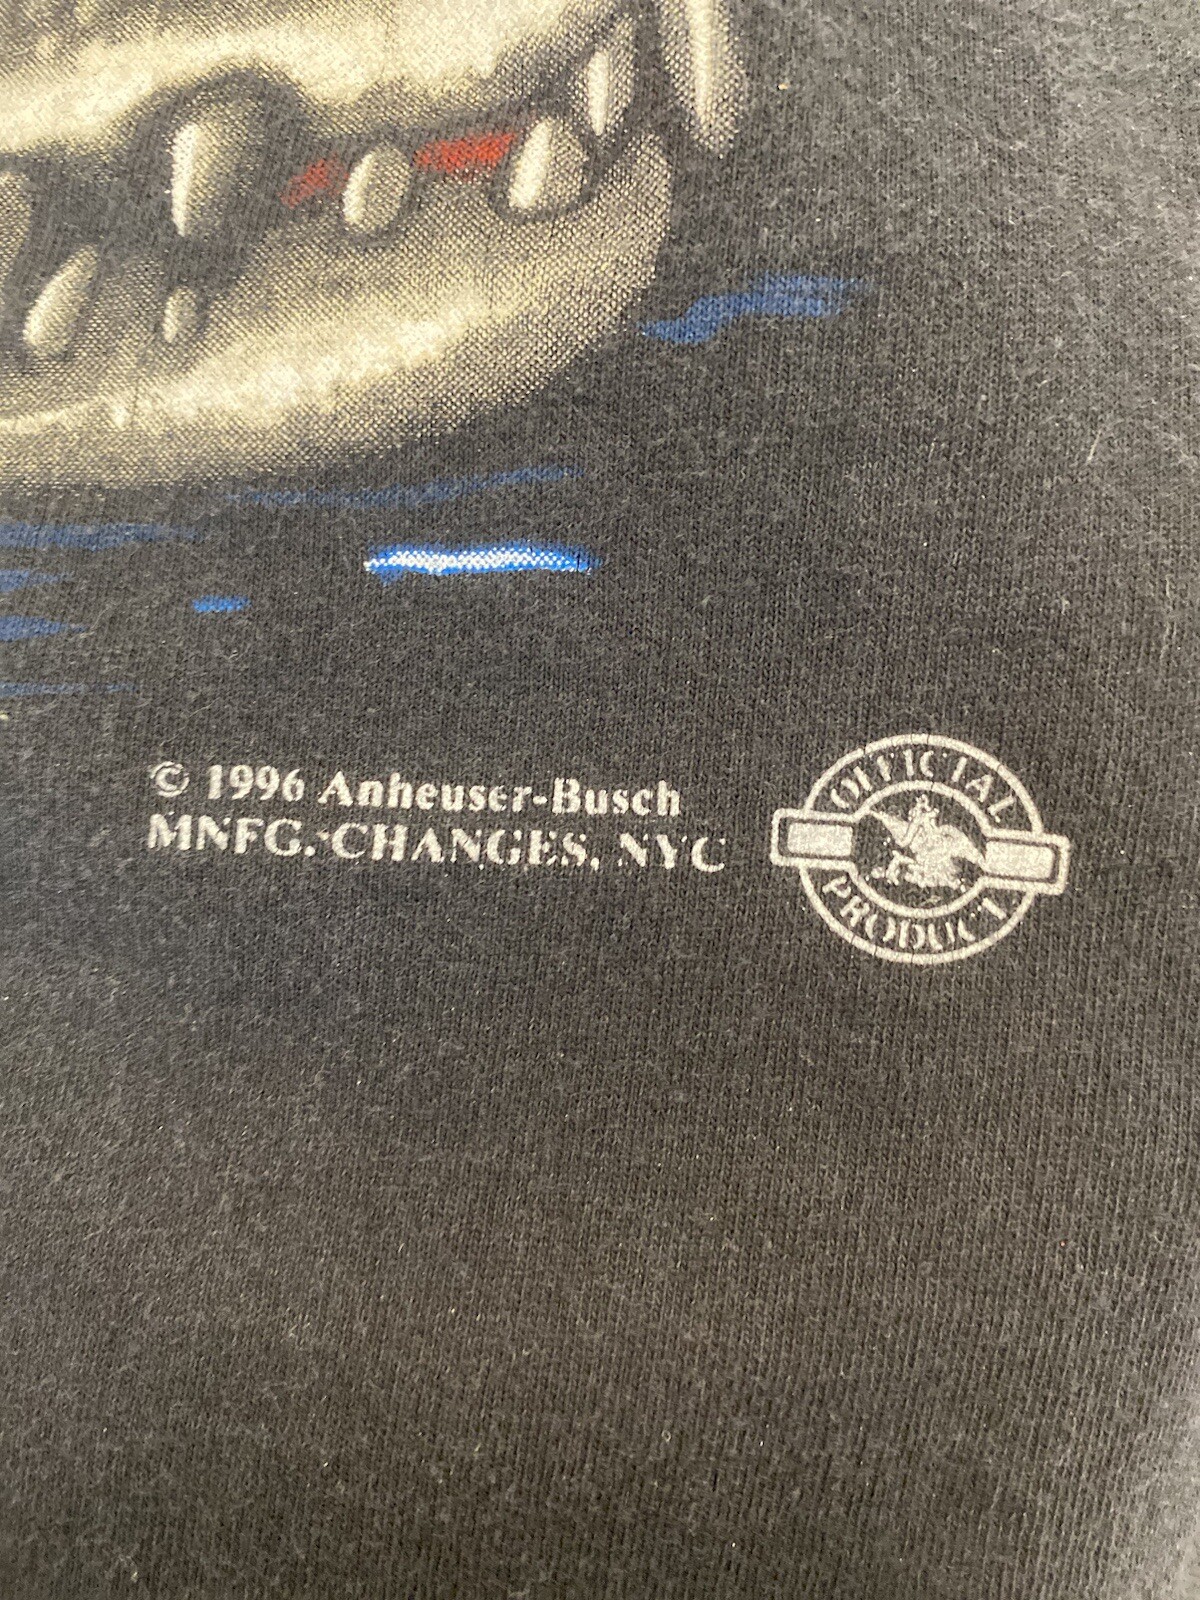 © 1996 Anheuser-Busch
MNFG.: CHANGES, NYC
OFFICIAL
PRODUCT